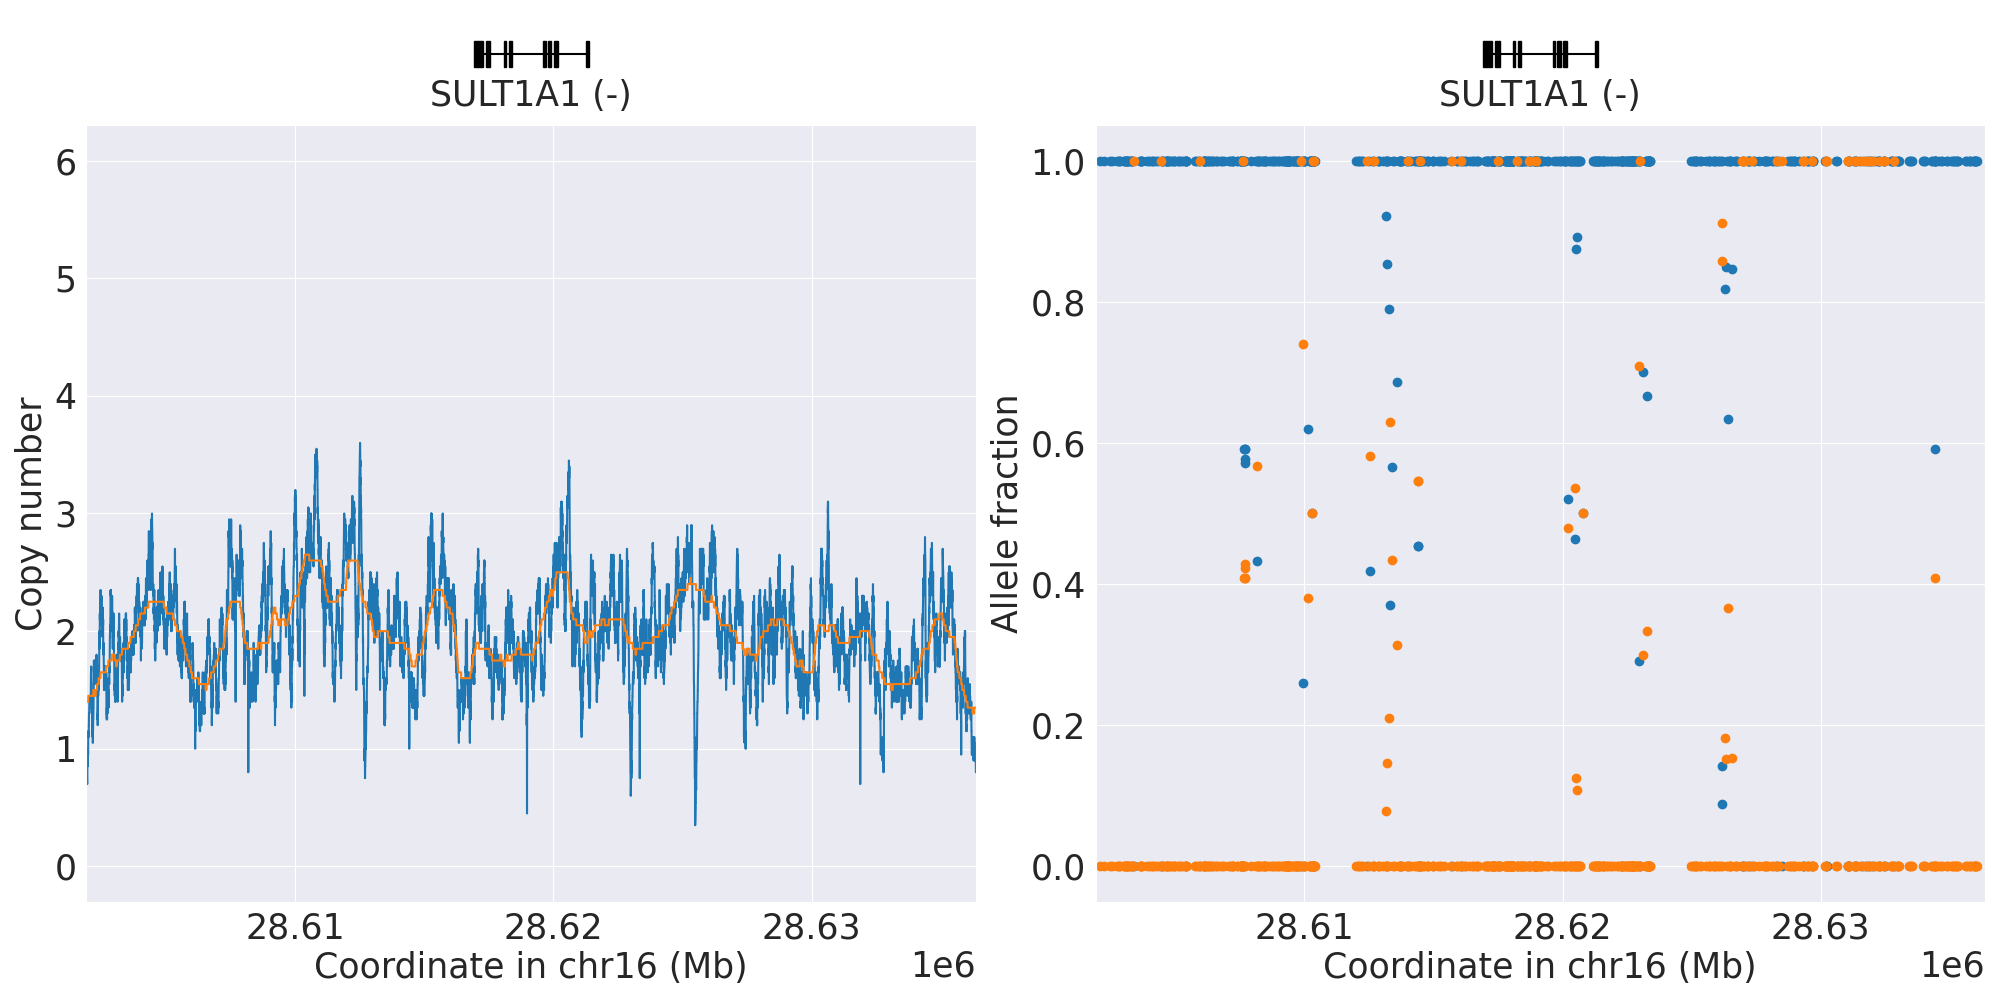 SULT1A1 (-)
6
5
4
3
2
1
0
Copy number
28.61
28.62
28.63
Coordinate in chr16 (Mb)
1e6
SULT1A1 (-)
1.0
0.8
0.6
0.4
0.2
0.0
Allele fraction
28.61
28.62
28.63
Coordinate in chr16 (Mb)
1e6